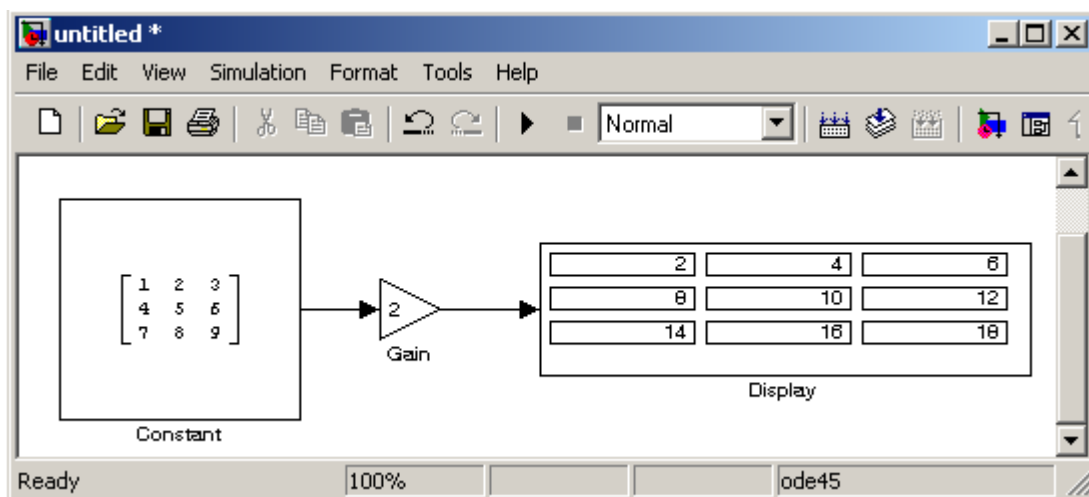 untitled *
File Edit View Simulation Format Tools Help
Normal
1 2 3
4 5 6
7 8 9
Constant
2
Gain
2 4 6
8 10 12
14 16 18
Display
Ready 100% ode45